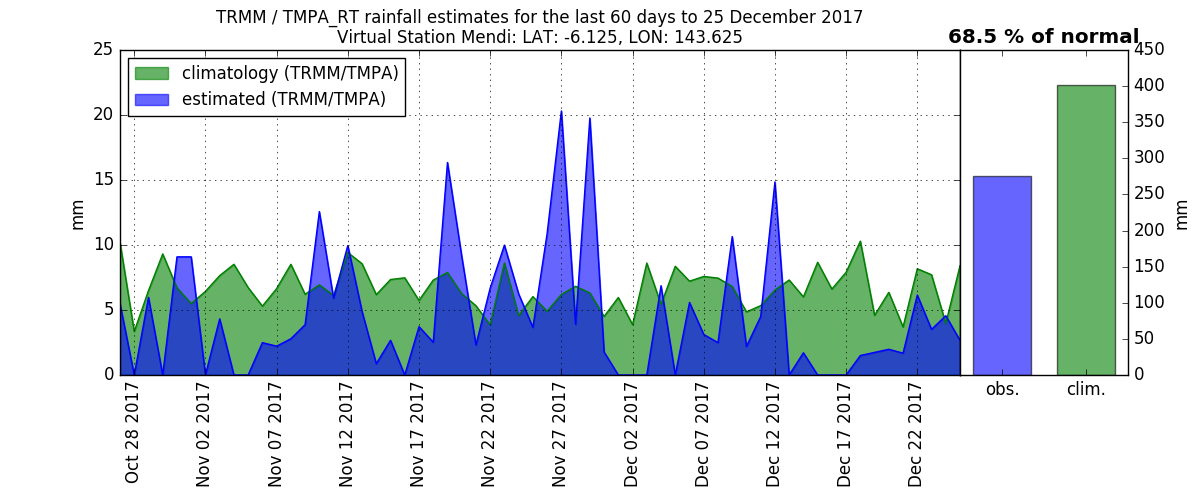 TRMM / TMPA_RT rainfall estimates for the last 60 days to 25 December 2017
Virtual Station Mendi: LAT: -6.125, LON: 143.625
68.5 % of normal
climatology (TRMM/TMPA)
estimated (TRMM/TMPA)
25
20
15
10
5
0
mm
Oct 28 2017
Nov 02 2017
Nov 07 2017
Nov 12 2017
Nov 17 2017
Nov 22 2017
Nov 27 2017
Dec 02 2017
Dec 07 2017
Dec 12 2017
Dec 17 2017
Dec 22 2017
obs.
clim.
450
400
350
300
250
200
150
100
50
0
mm